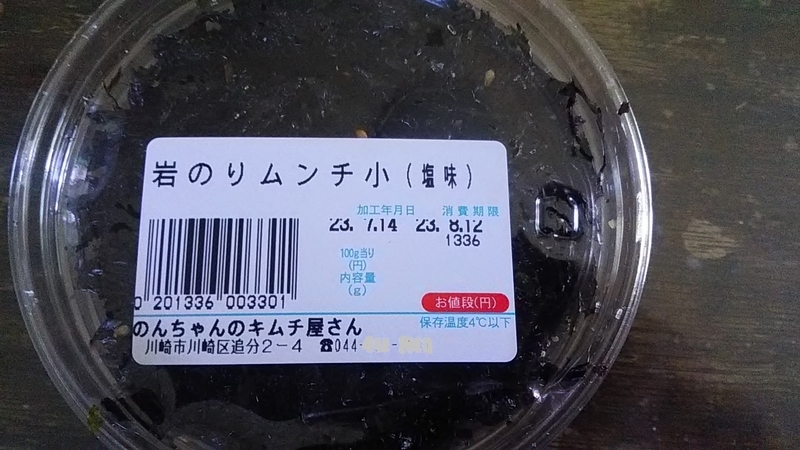 岩のりムンチ小(塩味)
加工年月日 消費期限
23. 7.14 23. 8.12
1336
100g当り
(円)
内容量
(g)
お値段(円)
0 201336 003301
のんちゃんのキムチ屋さん
保存温度4℃以下
川崎市川崎区追分2-4 ☎044-